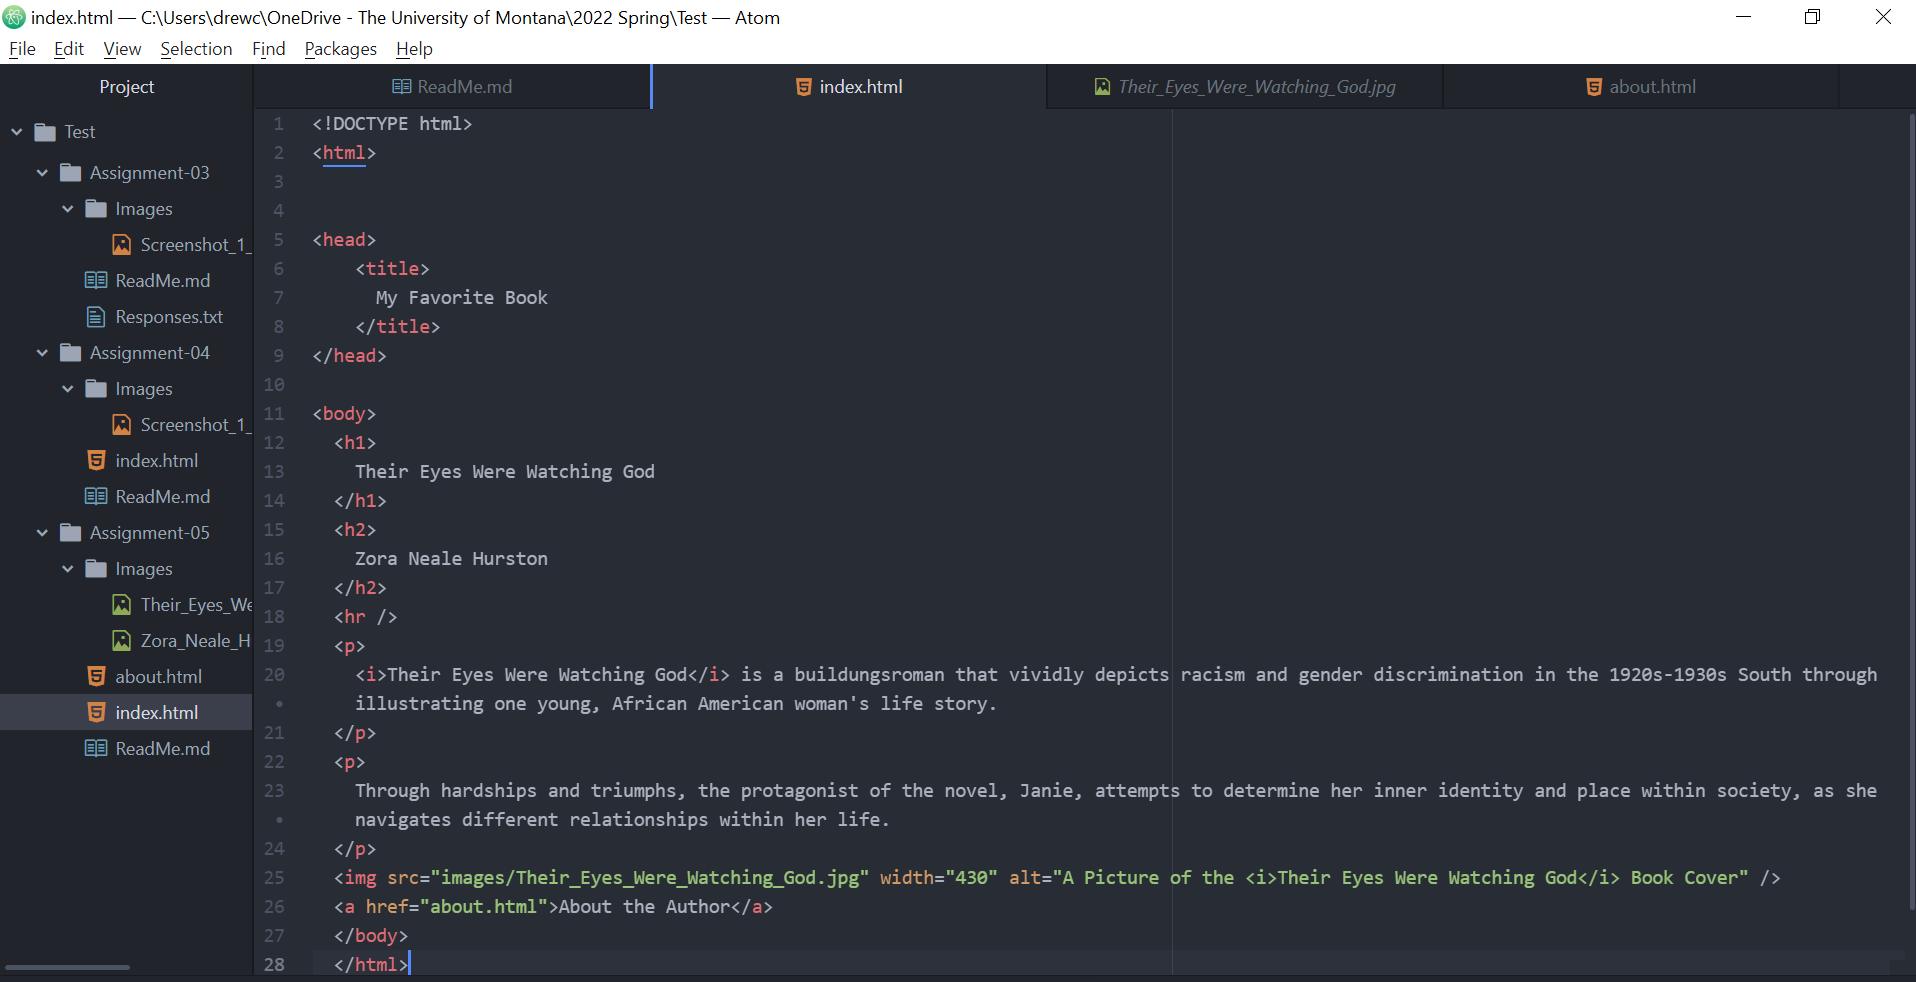 index.html — C:\Users\drewc\OneDrive - The University of Montana\2022 Spring\Test — Atom
File Edit View Selection Find Packages Help
Project
Test
Assignment-03
Images
Screenshot_1_
ReadMe.md
Responses.txt
Assignment-04
Images
Screenshot_1_
index.html
ReadMe.md
Assignment-05
Images
Their_Eyes_We
Zora_Neale_H
about.html
index.html
ReadMe.md
ReadMe.md index.html Their_Eyes_Were_Watching_God.jpg about.html
1 <!DOCTYPE html>
2 <html>
3
4
5 <head>
6 <title>
7 My Favorite Book
8 </title>
9 </head>
10
11 <body>
12 <h1>
13 Their Eyes Were Watching God
14 </h1>
15 <h2>
16 Zora Neale Hurston
17 </h2>
18 <hr />
19 <p>
20 <i>Their Eyes Were Watching God</i> is a buildungsroman that vividly depicts racism and gender discrimination in the 1920s-1930s South through
• illustrating one young, African American woman's life story.
21 </p>
22 <p>
23 Through hardships and triumphs, the protagonist of the novel, Janie, attempts to determine her inner identity and place within society, as she
• navigates different relationships within her life.
24 </p>
25 <img src="images/Their_Eyes_Were_Watching_God.jpg" width="430" alt="A Picture of the <i>Their Eyes Were Watching God</i> Book Cover" />
26 <a href="about.html">About the Author</a>
27 </body>
28 </html>